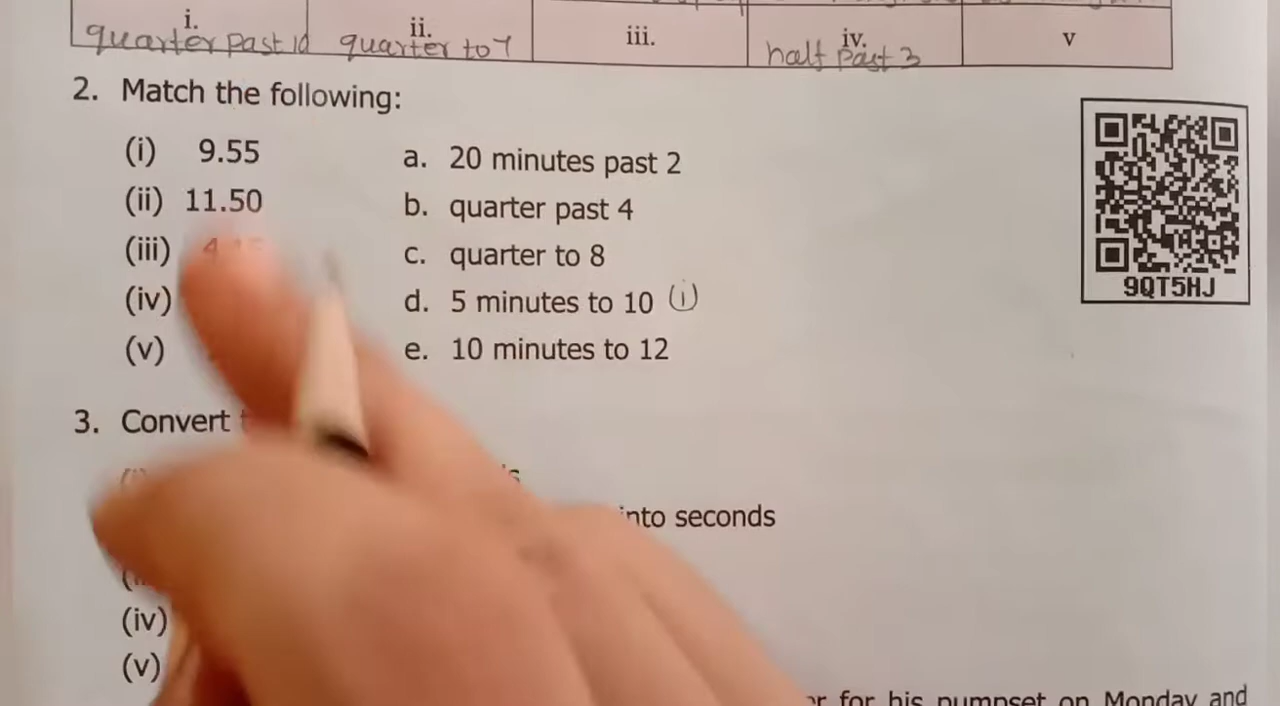 i. ii. iii. iv. v
quarter past 10 quarter to 7 half past 3
2. Match the following:
(i) 9.55 a. 20 minutes past 2
(ii) 11.50 b. quarter past 4
(iii) c. quarter to 8
(iv) d. 5 minutes to 10 (i)
(v) e. 10 minutes to 12
9QT5HJ
3. Convert
into seconds
(iv)
(v)
for his pumpset on Monday and